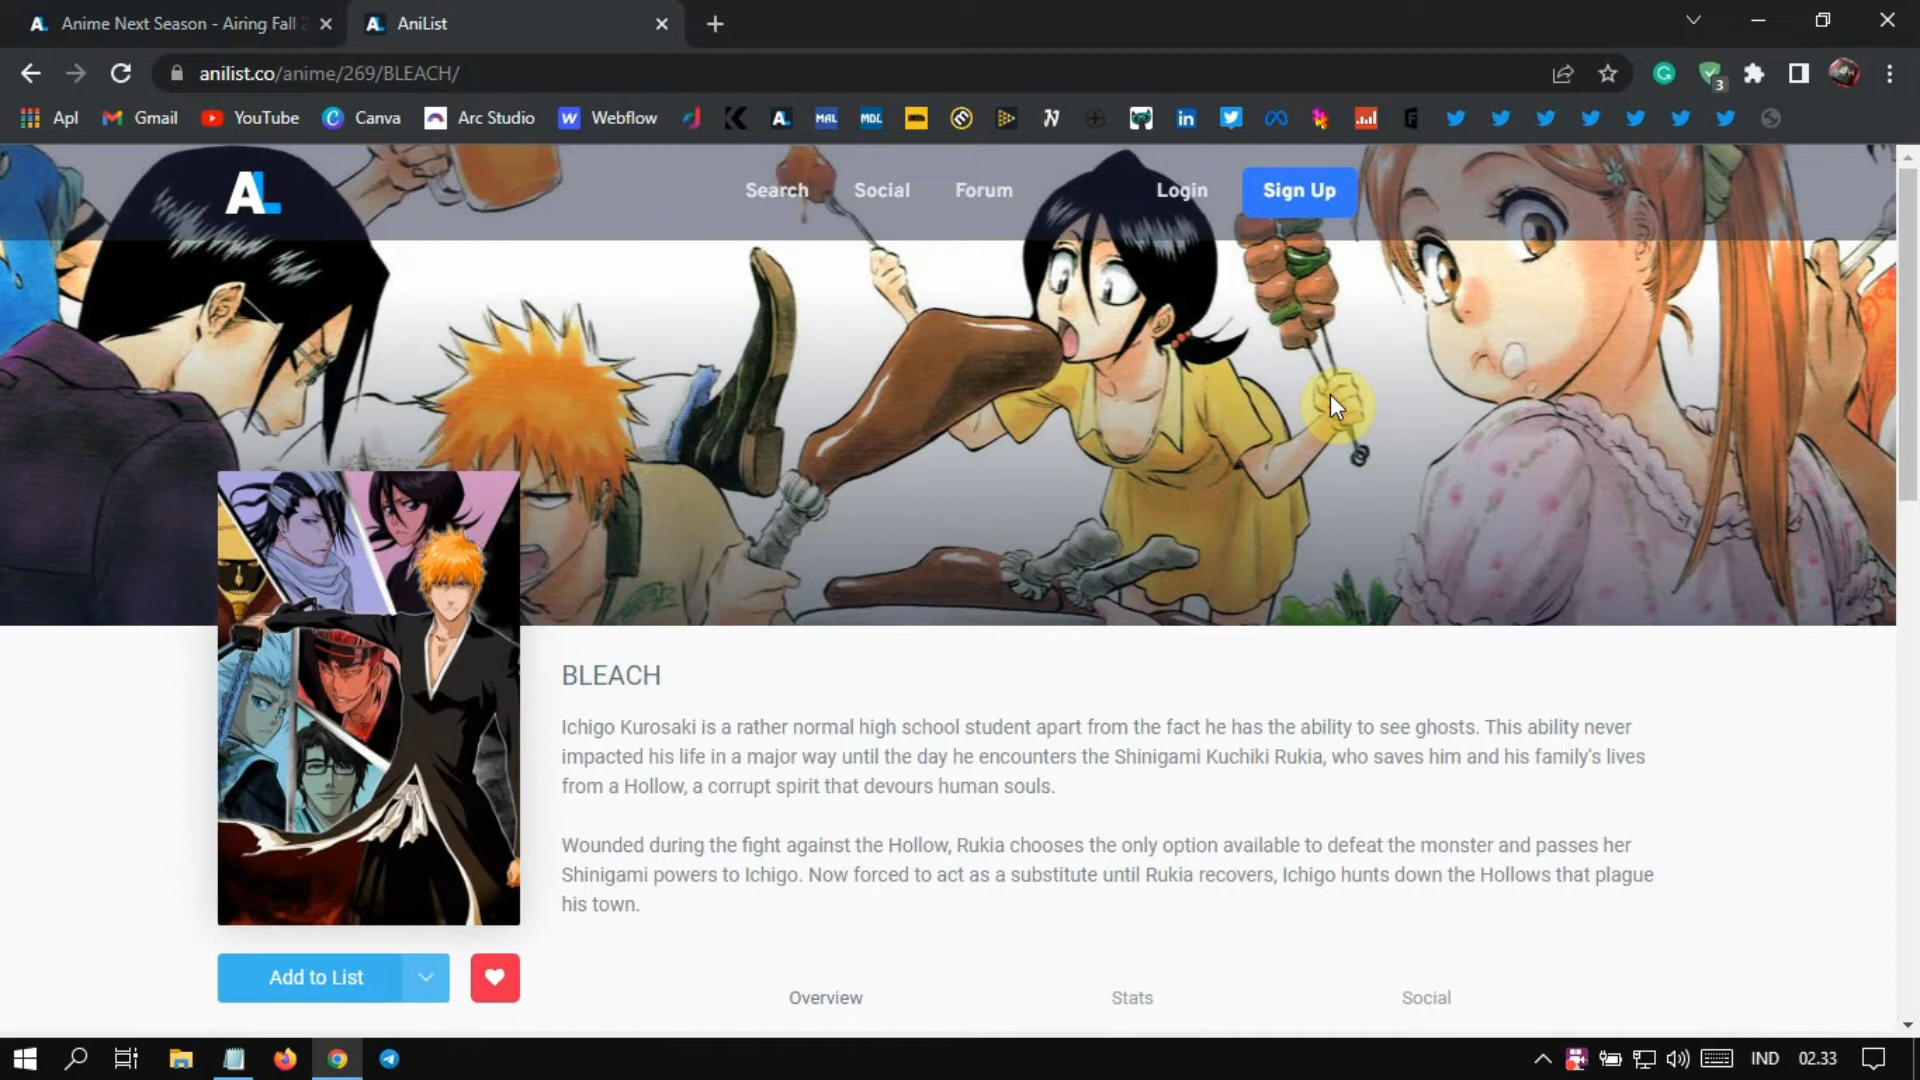 Anime Next Season - Airing Fall 2
AniList
anilist.co/anime/269/BLEACH/
3
Apl
Gmail
YouTube
Canva
Arc Studio
Webflow
MAL
MDL
AL
Search
Social
Forum
Login
Sign Up
BLEACH
Ichigo Kurosaki is a rather normal high school student apart from the fact he has the ability to see ghosts. This ability never
impacted his life in a major way until the day he encounters the Shinigami Kuchiki Rukia, who saves him and his family's lives
from a Hollow, a corrupt spirit that devours human souls.
Wounded during the fight against the Hollow, Rukia chooses the only option available to defeat the monster and passes her
Shinigami powers to Ichigo. Now forced to act as a substitute until Rukia recovers, Ichigo hunts down the Hollows that plague
his town.
Add to List
Overview
Stats
Social
IND
02.33